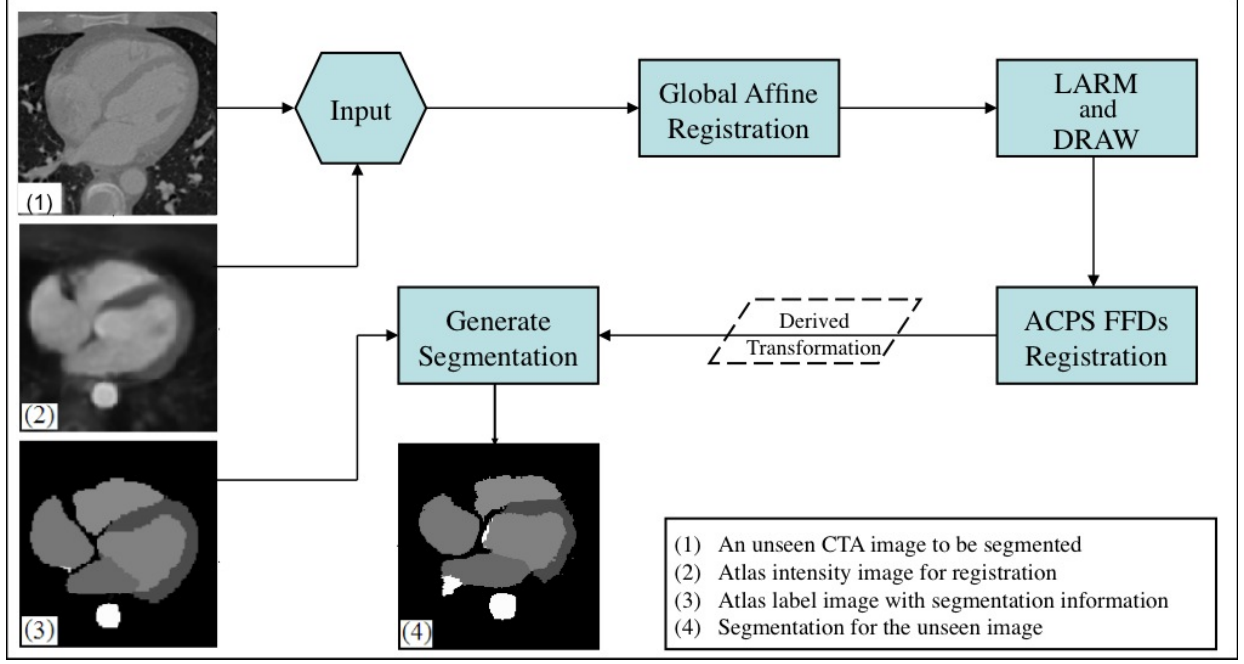 (1)
Input
Global Affine
Registration
LARM
and
DRAW
(2)
Generate
Segmentation
Derived
Transformation
ACPS FFDs
Registration
(3)
(4)
(1) An unseen CTA image to be segmented
(2) Atlas intensity image for registration
(3) Atlas label image with segmentation information
(4) Segmentation for the unseen image